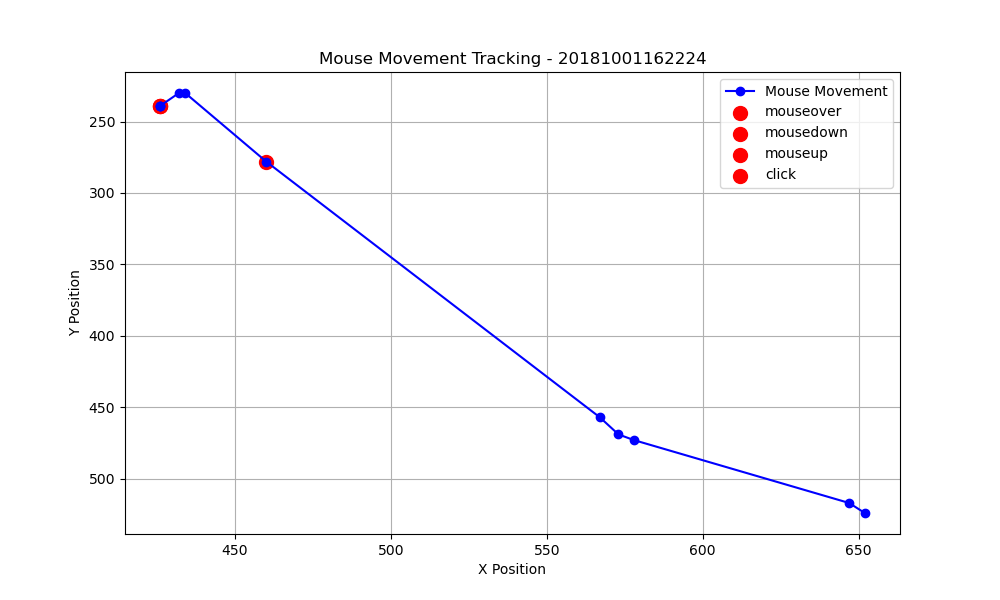 Mouse Movement Tracking - 20181001162224
Mouse Movement
mouseover
mousedown
mouseup
click
250
300
350
400
450
500
Y Position
450
500
550
600
650
X Position